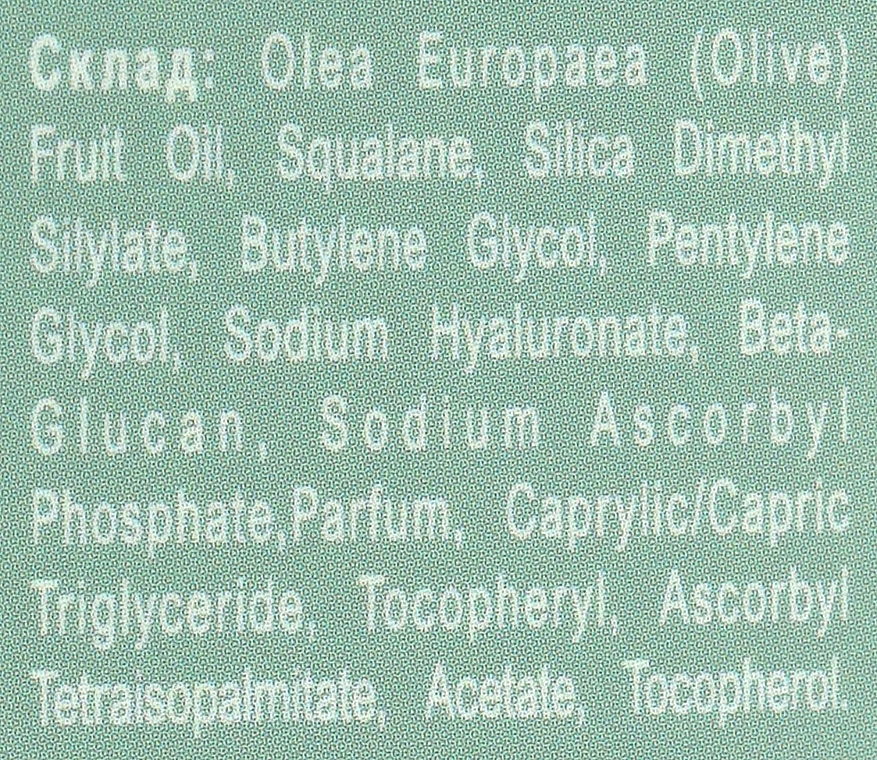 Склад: Olea Europaea (Olive)
Fruit Oil, Squalane, Silica Dimethyl
Silylate, Butylene Glycol, Pentylene
Glycol, Sodium Hyaluronate, Beta-
Glucan, Sodium Ascorbyl
Phosphate,Parfum, Caprylic/Capric
Triglyceride, Tocopheryl, Ascorbyl
Tetraisopalmitate, Acetate, Tocopherol.